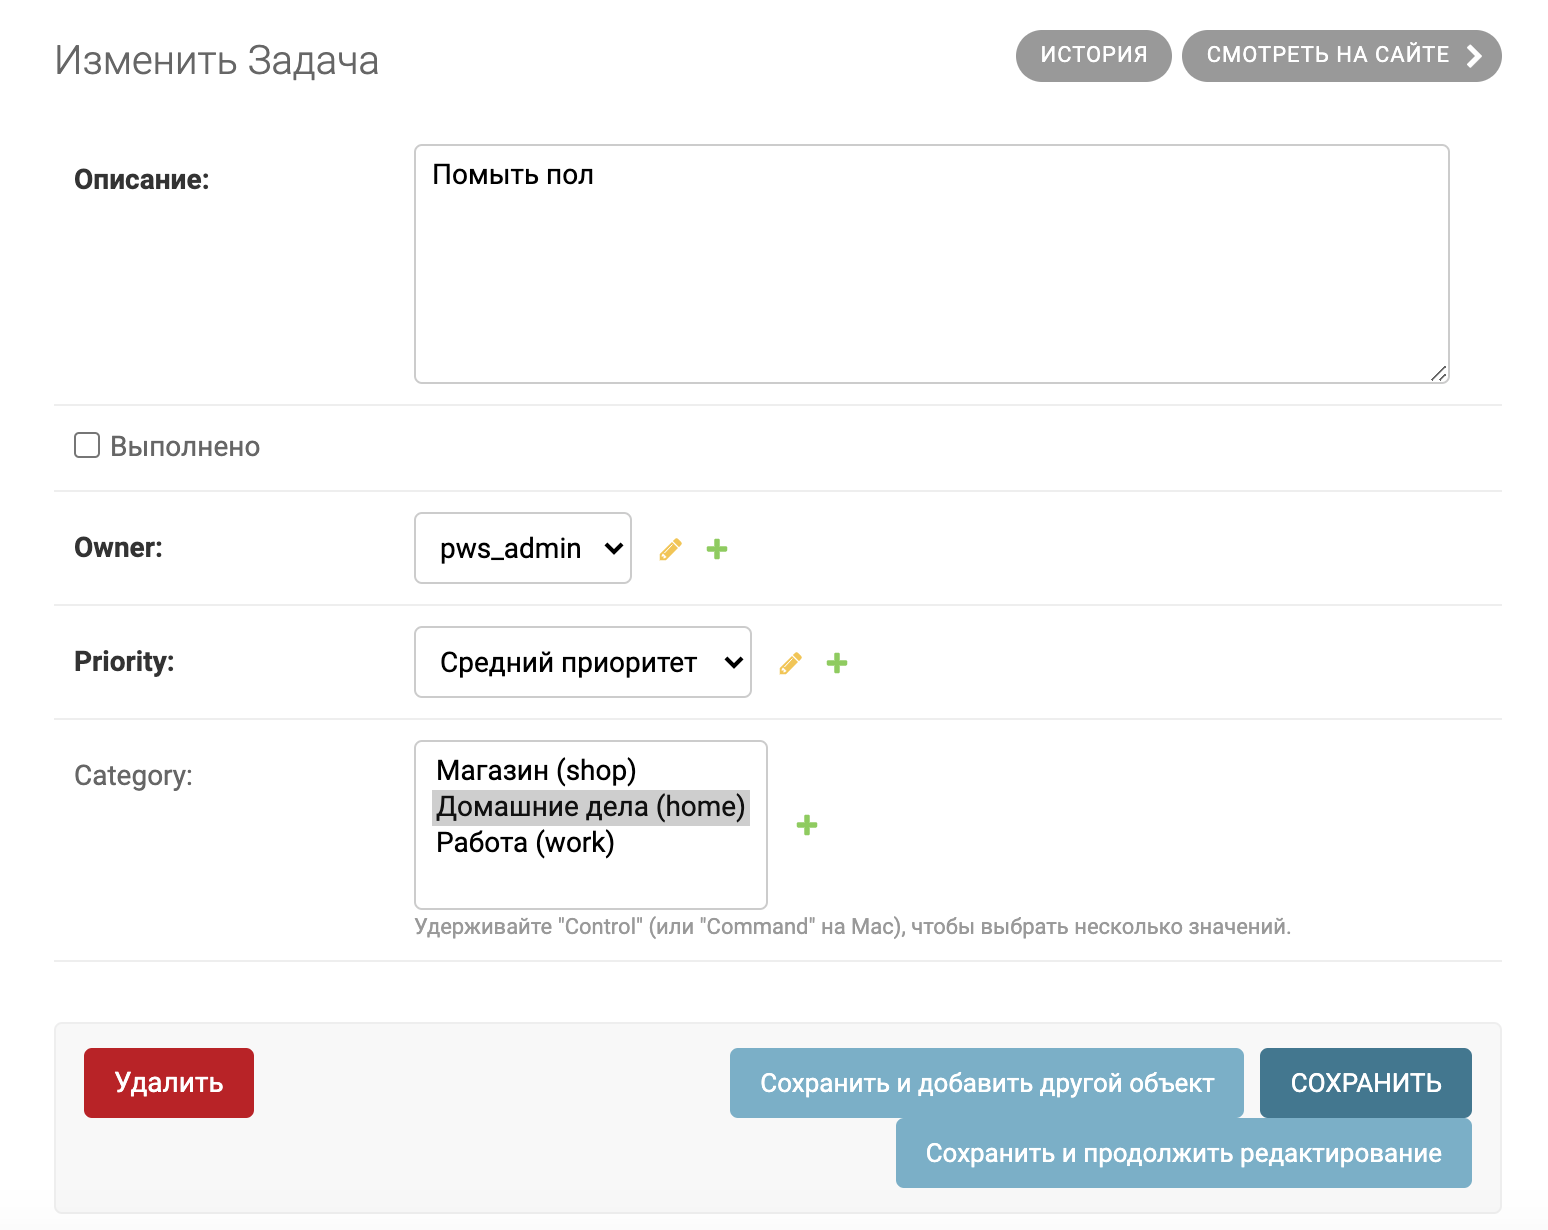 Изменить Задача
ИСТОРИЯ
СМОТРЕТЬ НА САЙТЕ
Описание:
Помыть пол
Выполнено
Owner:
pws_admin
Priority:
Средний приоритет
Category:
Магазин (shop)
Домашние дела (home)
Работа (work)
Удерживайте "Control" (или "Command" на Mac), чтобы выбрать несколько значений.
Удалить
Сохранить и добавить другой объект
СОХРАНИТЬ
Сохранить и продолжить редактирование